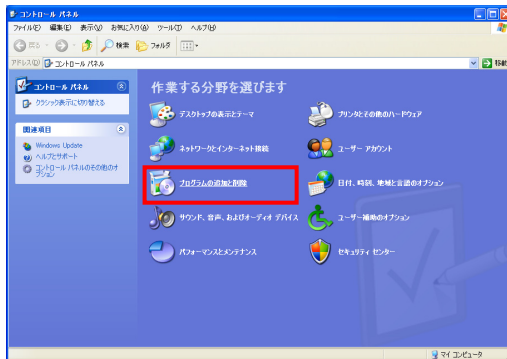 コントロール パネル
ファイル(F) 編集(E) 表示(V) お気に入り(A) ツール(T) ヘルプ(H)
戻る 検索 フォルダ
アドレス(D) コントロール パネル 移動
コントロール パネル
クラシック表示に切り替える
関連項目
Windows Update
ヘルプとサポート
コントロール パネルのその他のオプション
作業する分野を選びます
デスクトップの表示とテーマ
プリンタとその他のハードウェア
ネットワークとインターネット接続
ユーザー アカウント
プログラムの追加と削除
日付、時刻、地域と言語のオプション
サウンド、音声、およびオーディオ デバイス
ユーザー補助のオプション
パフォーマンスとメンテナンス
セキュリティ センター
マイ コンピュータ